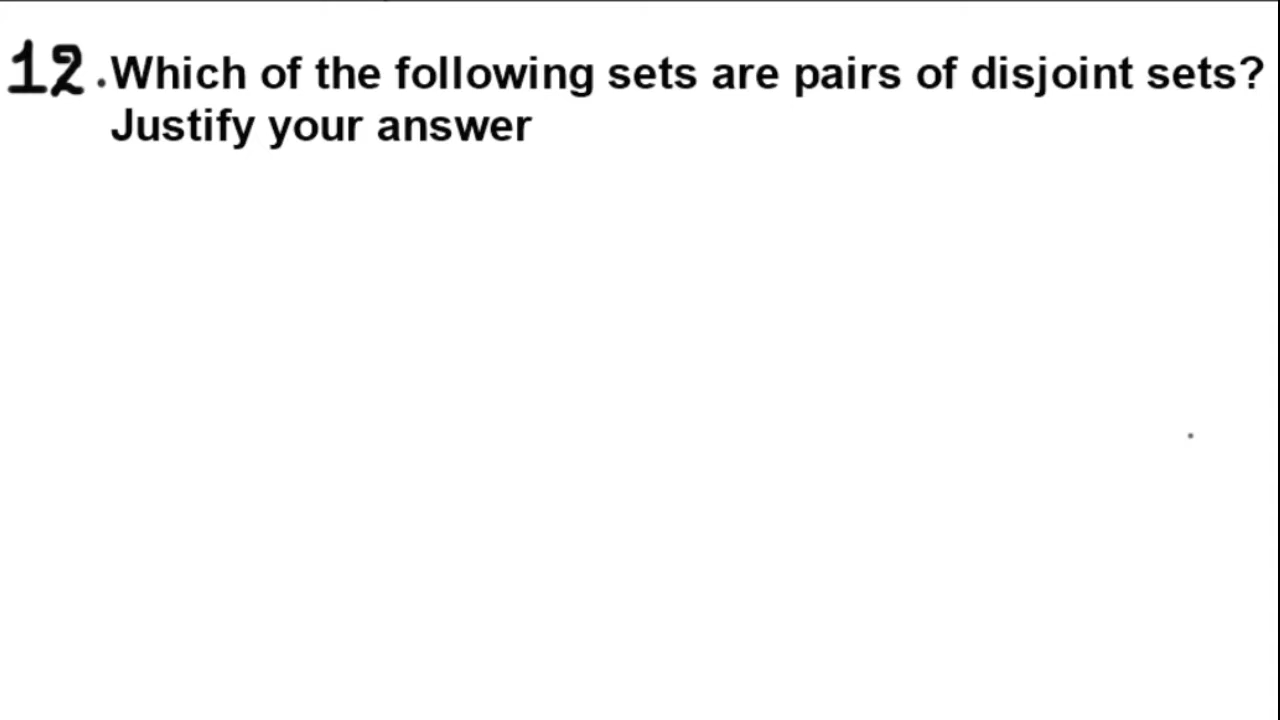 12.Which of the following sets are pairs of disjoint sets?
Justify your answer